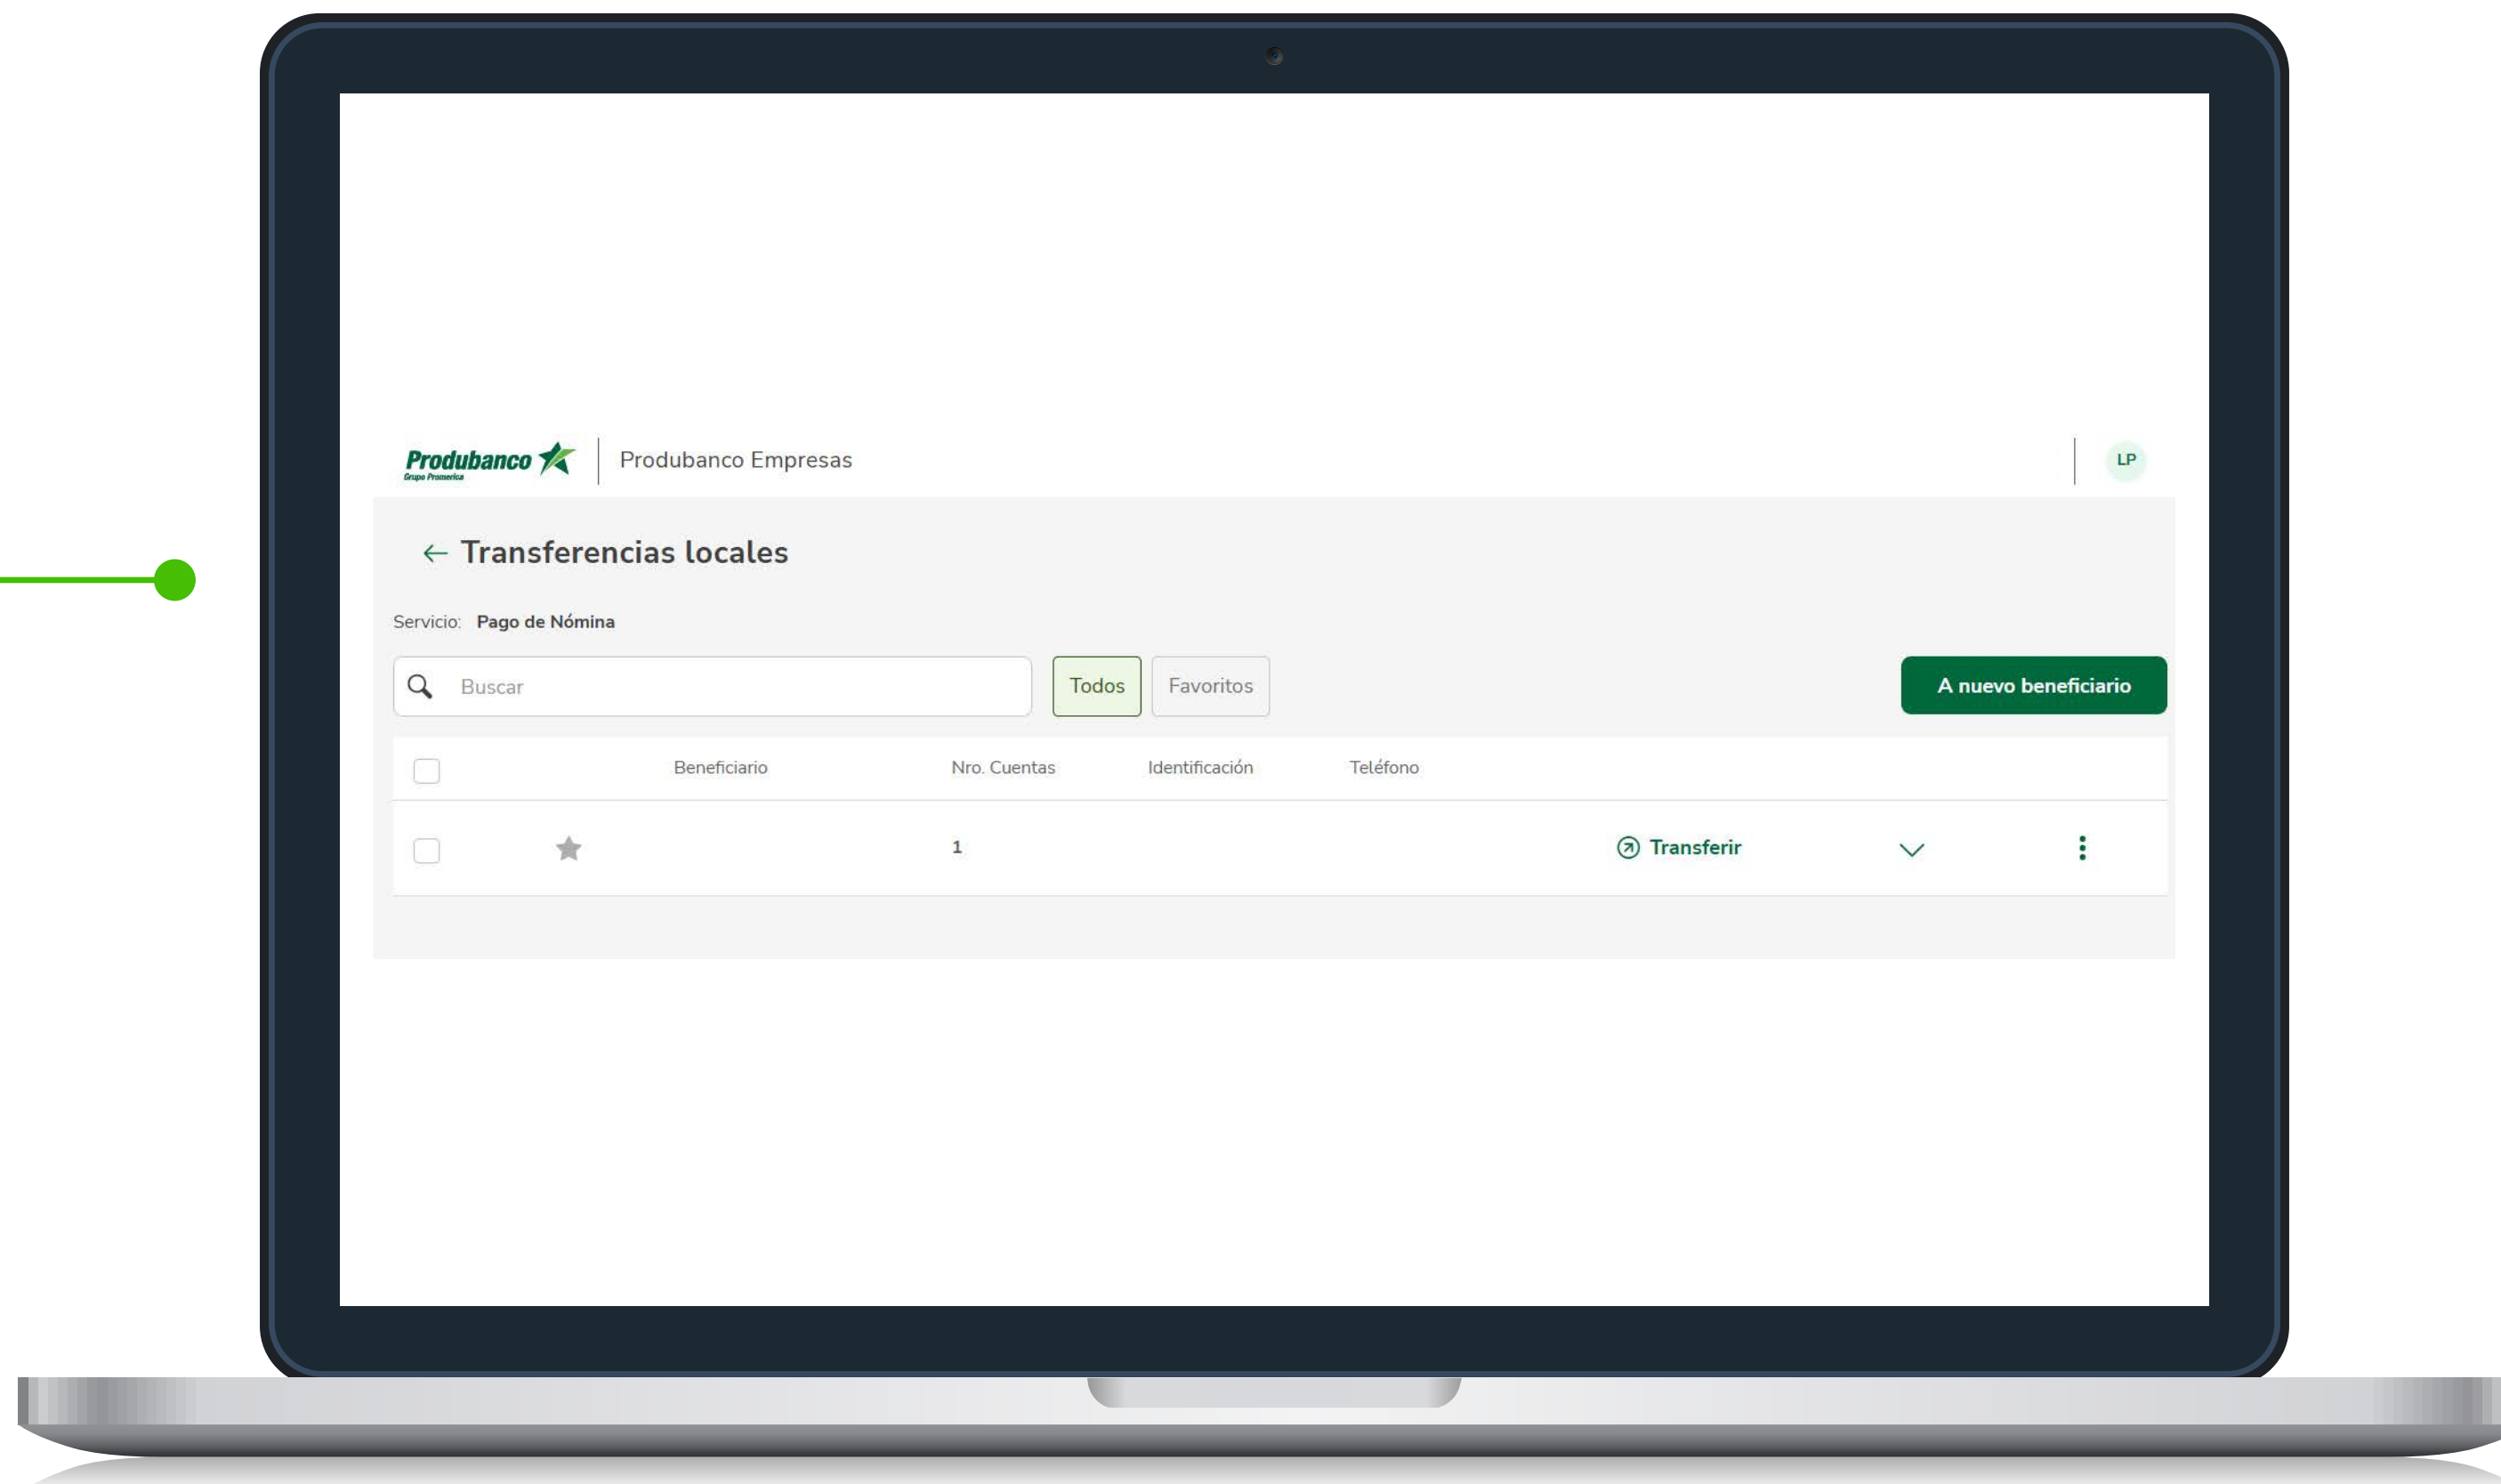 Produbanco
Grupo Promerica
Produbanco Empresas
LP
Transferencias locales
Servicio: Pago de Nómina
Buscar
Todos
Favoritos
A nuevo beneficiario
Beneficiario
Nro. Cuentas
Identificación
Teléfono
1
Transferir